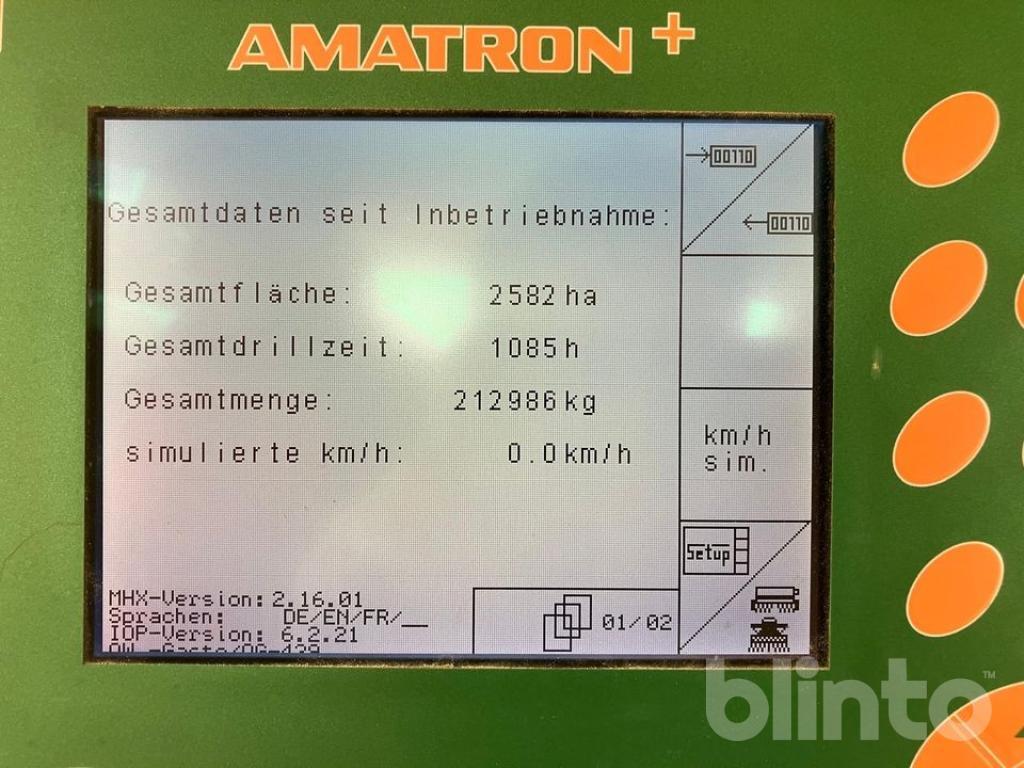 AMATRON+
→00110
←00110
Gesamtdaten seit Inbetriebnahme:
Gesamtfläche: 2582 ha
Gesamtdrillzeit: 1085 h
Gesamtmenge: 212986 kg
simulierte km/h: 0.0 km/h
km/h
sim.
Setup
MHX-Version: 2.16.01
Sprachen: DE/EN/FR/__
IOP-Version: 6.2.21
01/02
blinto™